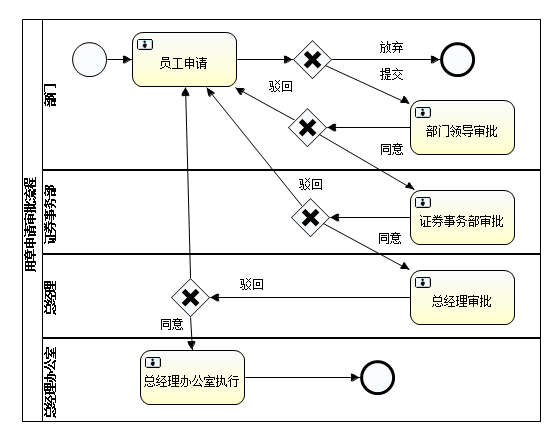 用章申请审批流程
部门
员工申请
放弃
提交
驳回
部门领导审批
同意
证券事务部
驳回
证券事务部审批
同意
总经理
驳回
总经理审批
同意
总经理办公室
总经理办公室执行